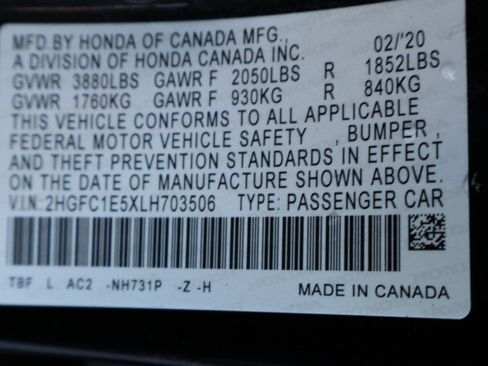 MFD.BY HONDA OF CANADA MFG., 02/'20
A DIVISION OF HONDA CANADA INC.
GVWR 3880LBS GAWR F 2050LBS R 1852LBS
GVWR 1760KG GAWR F 930KG R 840KG
THIS VEHICLE CONFORMS TO ALL APPLICABLE
FEDERAL MOTOR VEHICLE SAFETY , BUMPER ,
AND THEFT PREVENTION STANDARDS IN EFFECT
ON THE DATE OF MANUFACTURE SHOWN ABOVE.
V.I.N: 2HGFC1E5XLH703506 TYPE: PASSENGER CAR
TBF L AC2 -NH731P -Z -H MADE IN CANADA